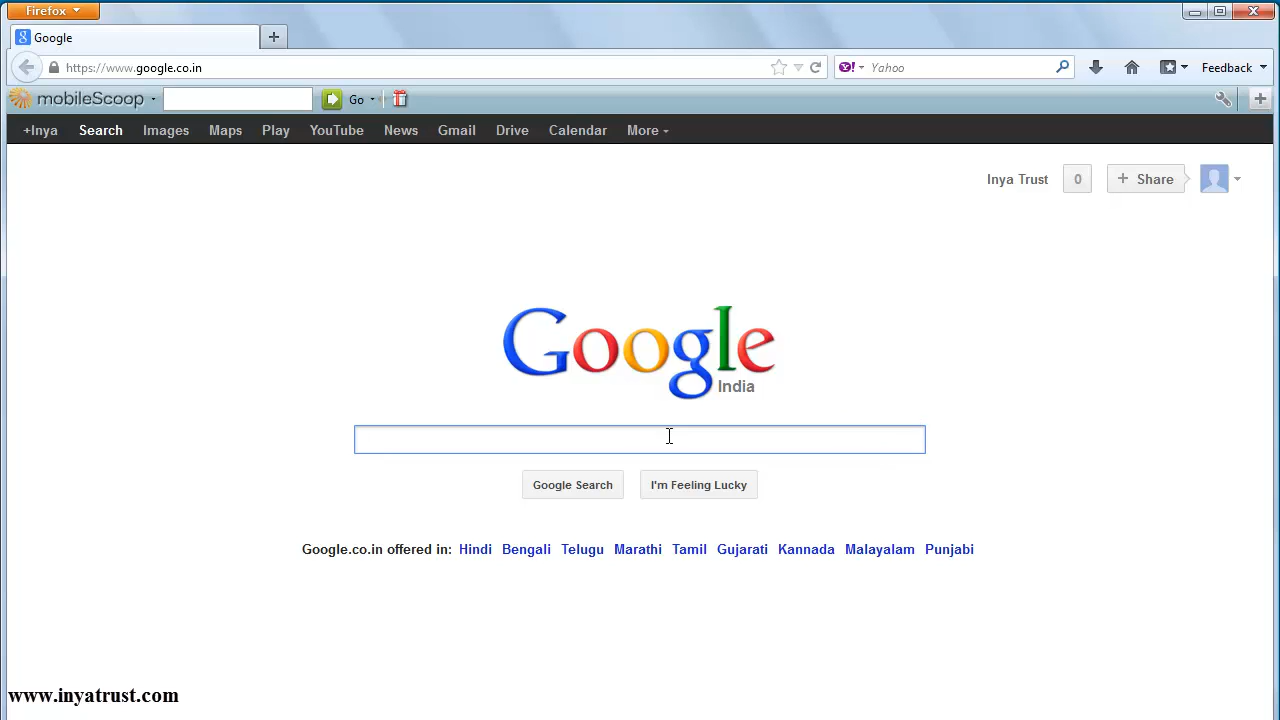 Firefox
Google
https://www.google.co.in
Yahoo
Feedback
mobileScoop
Go
+Inya Search Images Maps Play YouTube News Gmail Drive Calendar More
Inya Trust 0 + Share
Google
India
Google Search I'm Feeling Lucky
Google.co.in offered in: Hindi Bengali Telugu Marathi Tamil Gujarati Kannada Malayalam Punjabi
www.inyatrust.com